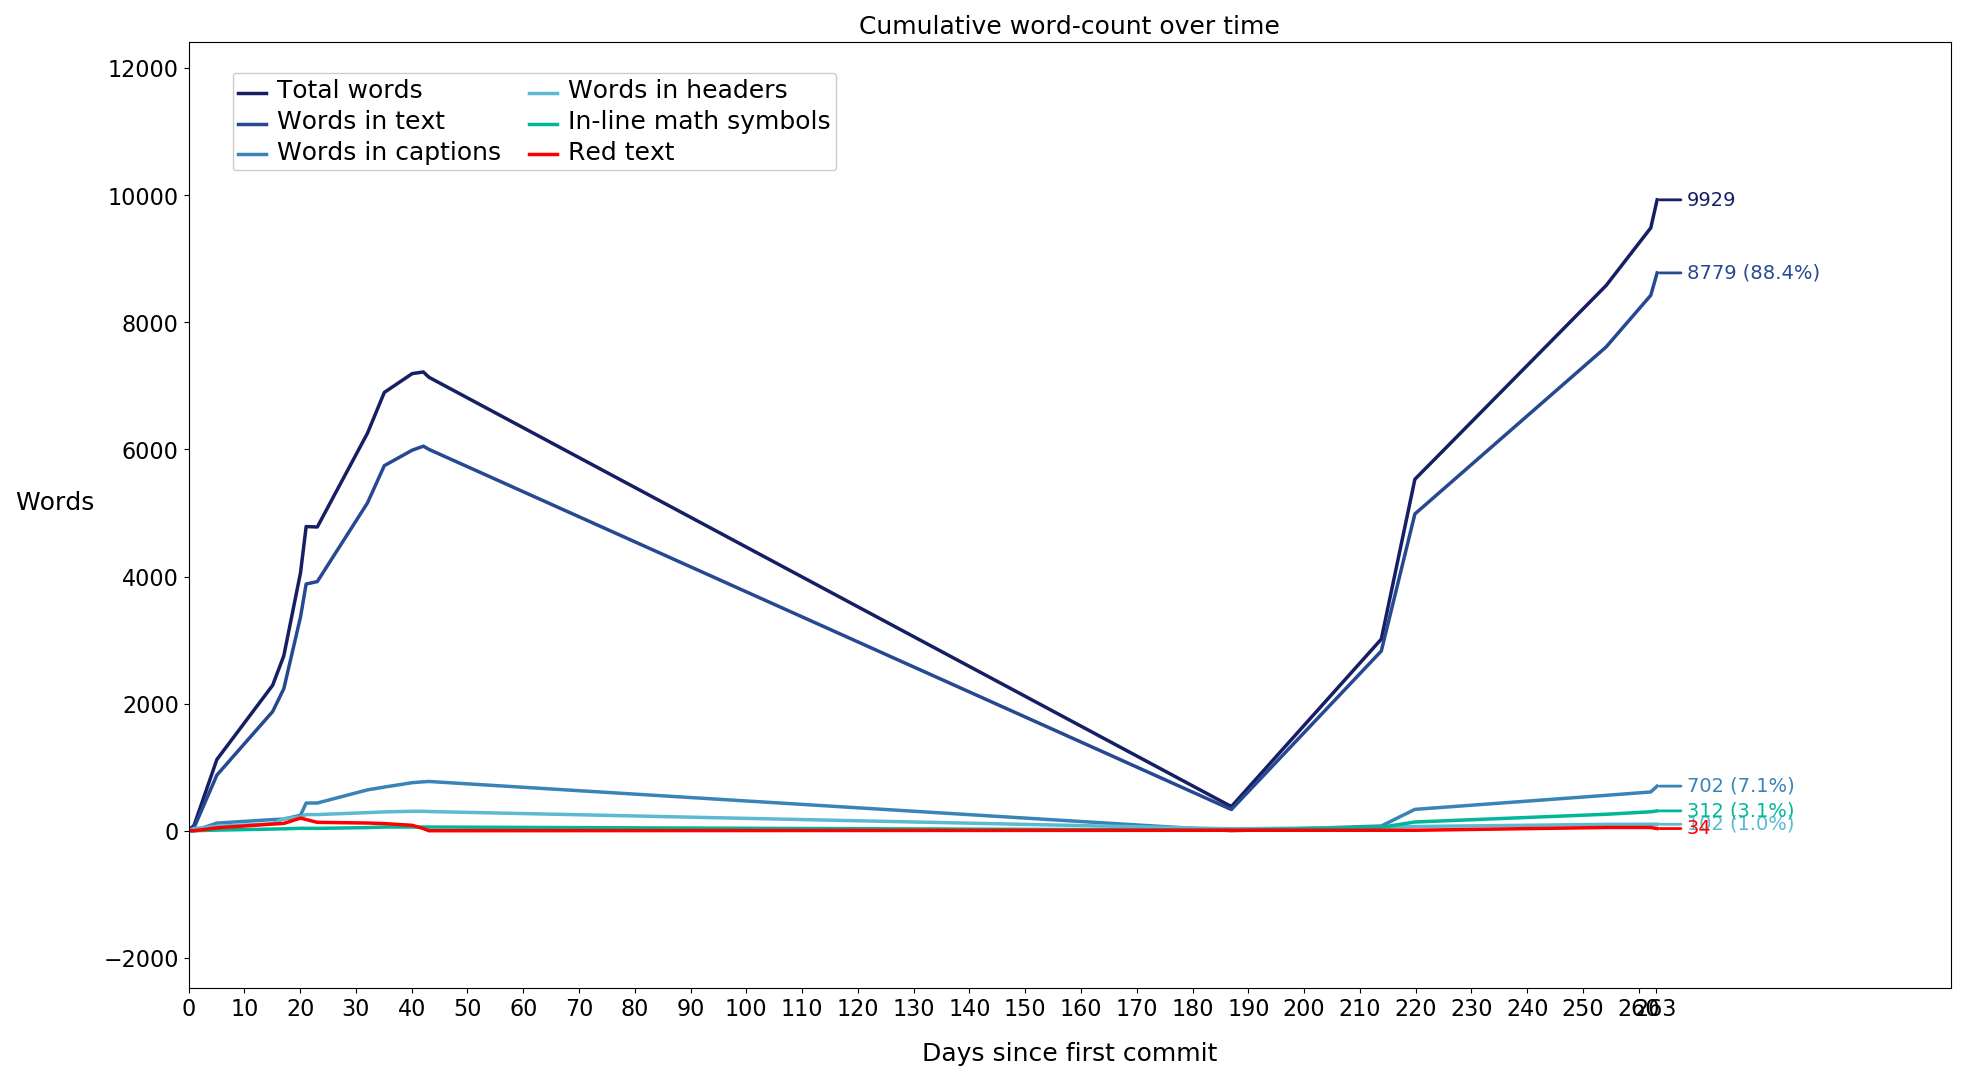 Cumulative word-count over time
12000
10000
8000
6000
4000
2000
0
−2000
Words
Total words
Words in text
Words in captions
Words in headers
In-line math symbols
Red text
9929
8779 (88.4%)
702 (7.1%)
312 (3.1%)
102 (1.0%)
34
0 10 20 30 40 50 60 70 80 90 100 110 120 130 140 150 160 170 180 190 200 210 220 230 240 250 260 263
Days since first commit